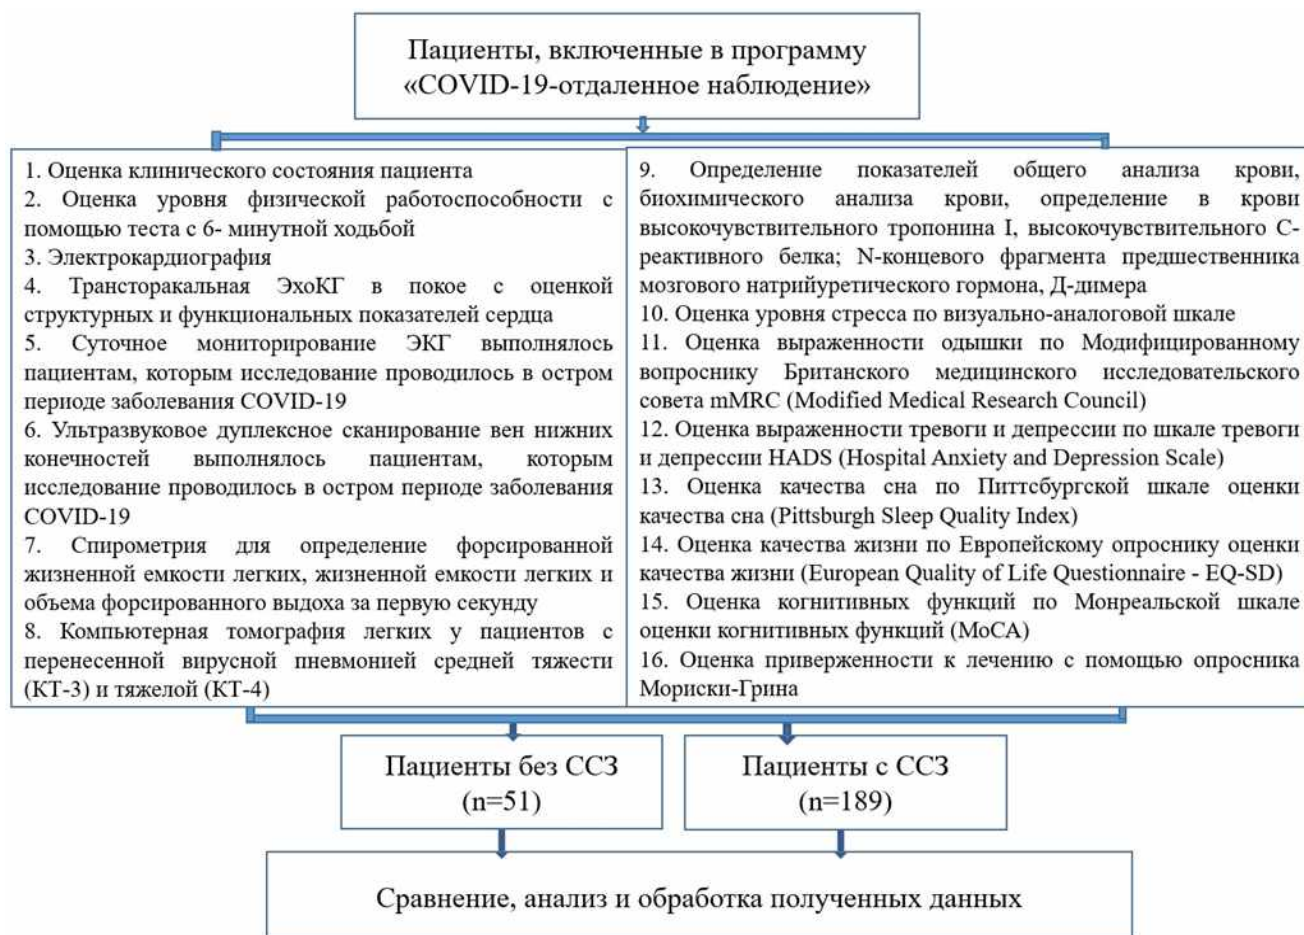 Пациенты, включенные в программу
«COVID-19-отдаленное наблюдение»
1. Оценка клинического состояния пациента
2. Оценка уровня физической работоспособности с
помощью теста с 6- минутной ходьбой
3. Электрокардиография
4. Трансторакальная ЭхоКГ в покое с оценкой
структурных и функциональных показателей сердца
5. Суточное мониторирование ЭКГ выполнялось
пациентам, которым исследование проводилось в остром
периоде заболевания COVID-19
6. Ультразвуковое дуплексное сканирование вен нижних
конечностей выполнялось пациентам, которым
исследование проводилось в остром периоде заболевания
COVID-19
7. Спирометрия для определение форсированной
жизненной емкости легких, жизненной емкости легких и
объема форсированного выдоха за первую секунду
8. Компьютерная томография легких у пациентов с
перенесенной вирусной пневмонией средней тяжести
(КТ-3) и тяжелой (КТ-4)
9. Определение показателей общего анализа крови,
биохимического анализа крови, определение в крови
высокочувствительного тропонина I, высокочувствительного С-
реактивного белка; N-концевого фрагмента предшественника
мозгового натрийуретического гормона, Д-димера
10. Оценка уровня стресса по визуально-аналоговой шкале
11. Оценка выраженности одышки по Модифицированному
вопроснику Британского медицинского исследовательского
совета mMRC (Modified Medical Research Council)
12. Оценка выраженности тревоги и депрессии по шкале тревоги
и депрессии HADS (Hospital Anxiety and Depression Scale)
13. Оценка качества сна по Питтсбургской шкале оценки
качества сна (Pittsburgh Sleep Quality Index)
14. Оценка качества жизни по Европейскому опроснику оценки
качества жизни (European Quality of Life Questionnaire - EQ-SD)
15. Оценка когнитивных функций по Монреальской шкале
оценки когнитивных функций (MoCA)
16. Оценка приверженности к лечению с помощью опросника
Мориски-Грина
Пациенты без ССЗ
(n=51)
Пациенты с ССЗ
(n=189)
Сравнение, анализ и обработка полученных данных